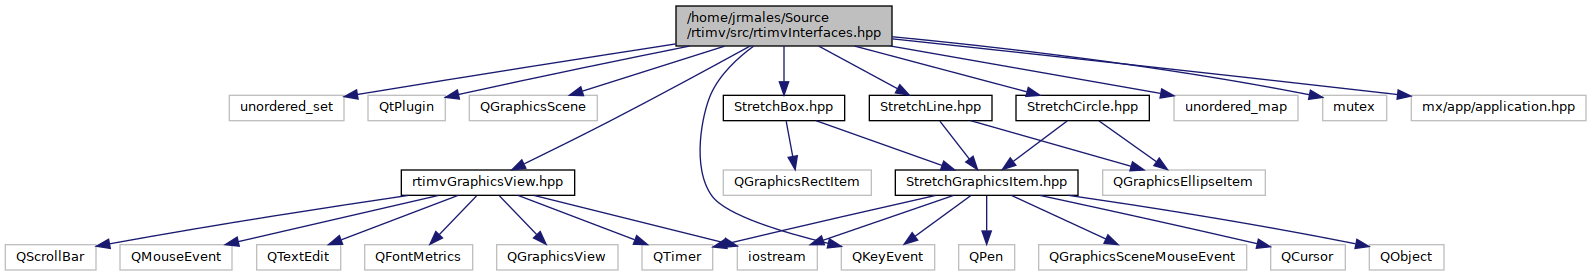 /home/jrmales/Source
/rtimv/src/rtimvInterfaces.hpp
unordered_set
QtPlugin
QGraphicsScene
StretchBox.hpp
StretchLine.hpp
StretchCircle.hpp
unordered_map
mutex
mx/app/application.hpp
rtimvGraphicsView.hpp
QGraphicsRectItem
StretchGraphicsItem.hpp
QGraphicsEllipseItem
QScrollBar
QMouseEvent
QTextEdit
QFontMetrics
QGraphicsView
QTimer
iostream
QKeyEvent
QPen
QGraphicsSceneMouseEvent
QCursor
QObject